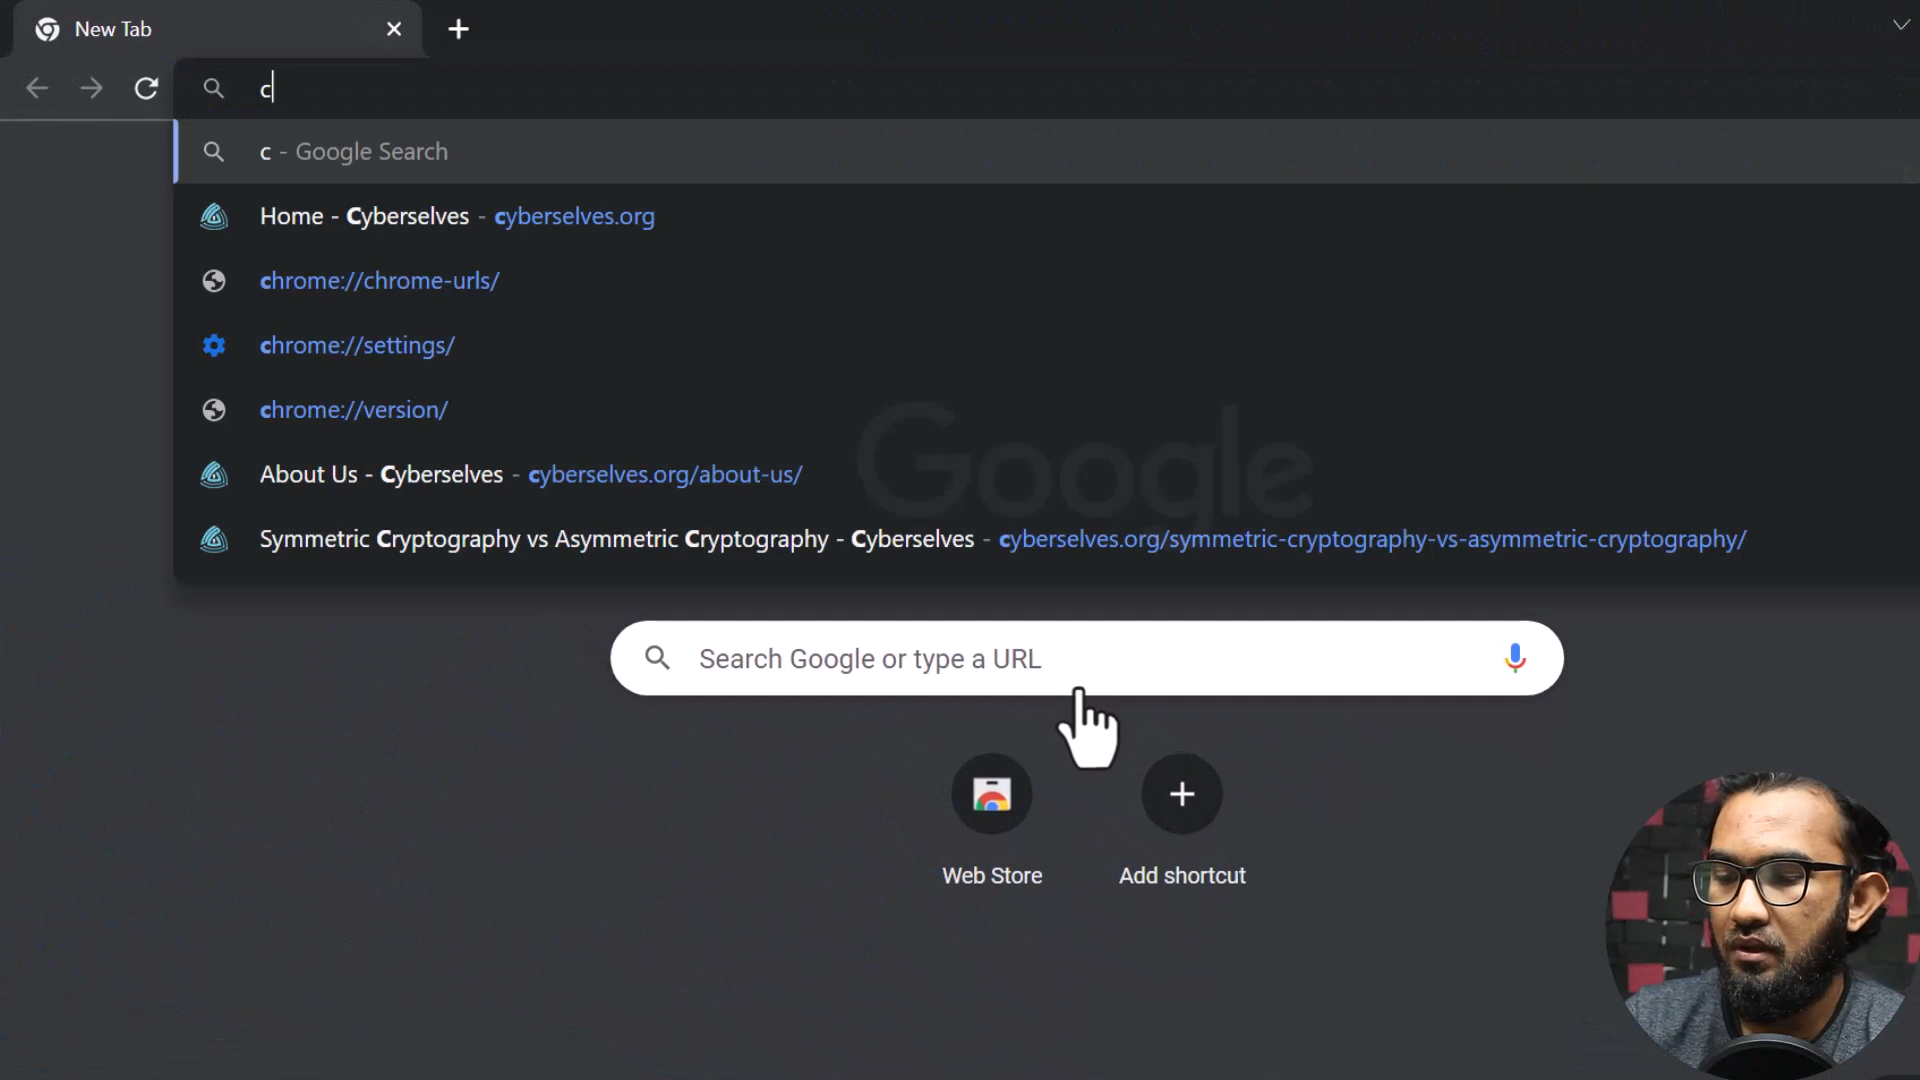 New Tab
c
c - Google Search
Home - Cyberselves - cyberselves.org
chrome://chrome-urls/
chrome://settings/
chrome://version/
About Us - Cyberselves - cyberselves.org/about-us/
Symmetric Cryptography vs Asymmetric Cryptography - Cyberselves - cyberselves.org/symmetric-cryptography-vs-asymmetric-cryptography/
Google
Search Google or type a URL
Web Store
Add shortcut